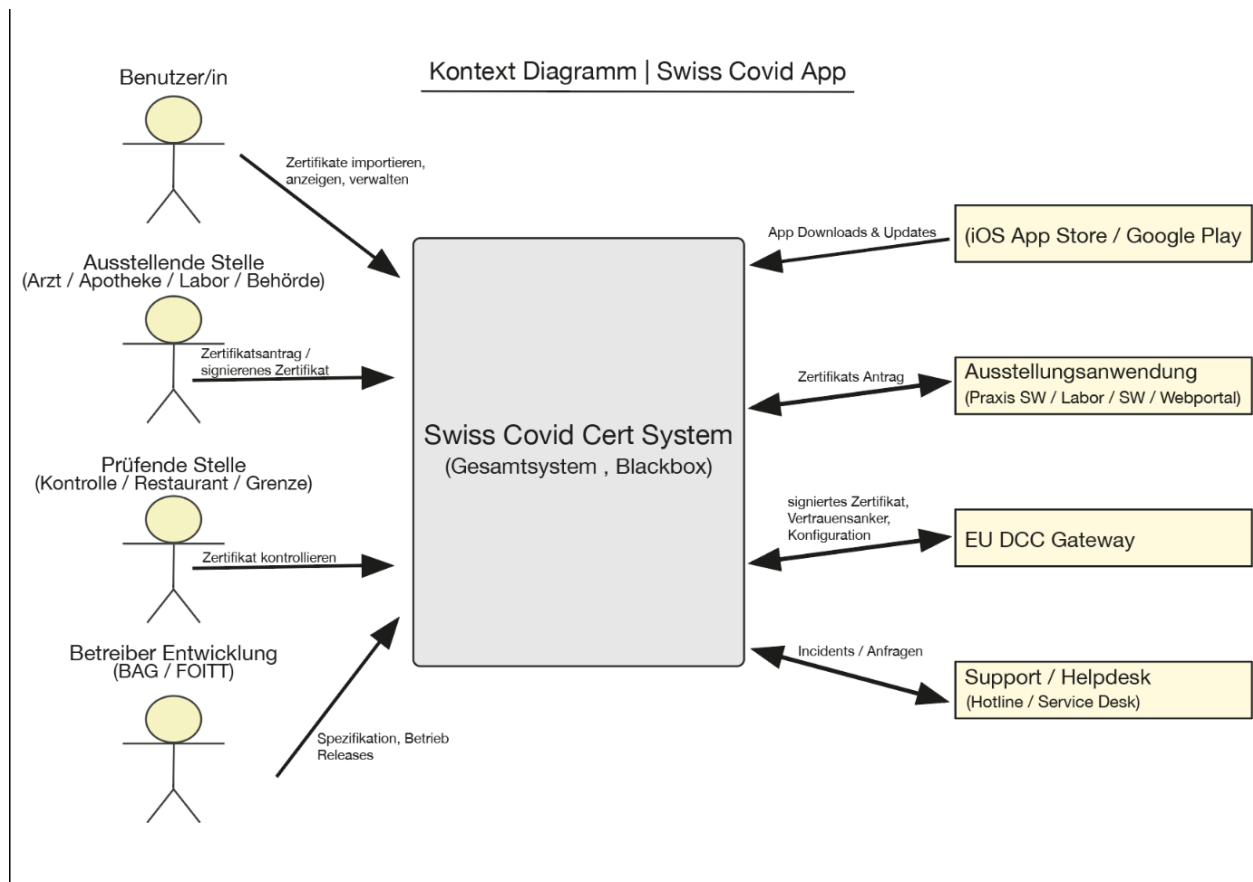 Kontext Diagramm | Swiss Covid App
Benutzer/in
Zertifikate importieren,
anzeigen, verwalten
Ausstellende Stelle
(Arzt / Apotheke / Labor / Behörde)
Zertifikatsantrag /
signierenes Zertifikat
Prüfende Stelle
(Kontrolle / Restaurant / Grenze)
Zertifikat kontrollieren
Betreiber Entwicklung
(BAG / FOITT)
Spezifikation, Betrieb
Releases
Swiss Covid Cert System
(Gesamtsystem , Blackbox)
App Downloads & Updates
(iOS App Store / Google Play
Zertifikats Antrag
Ausstellungsanwendung
(Praxis SW / Labor / SW / Webportal)
signiertes Zertifikat,
Vertrauensanker,
Konfiguration
EU DCC Gateway
Incidents / Anfragen
Support / Helpdesk
(Hotline / Service Desk)